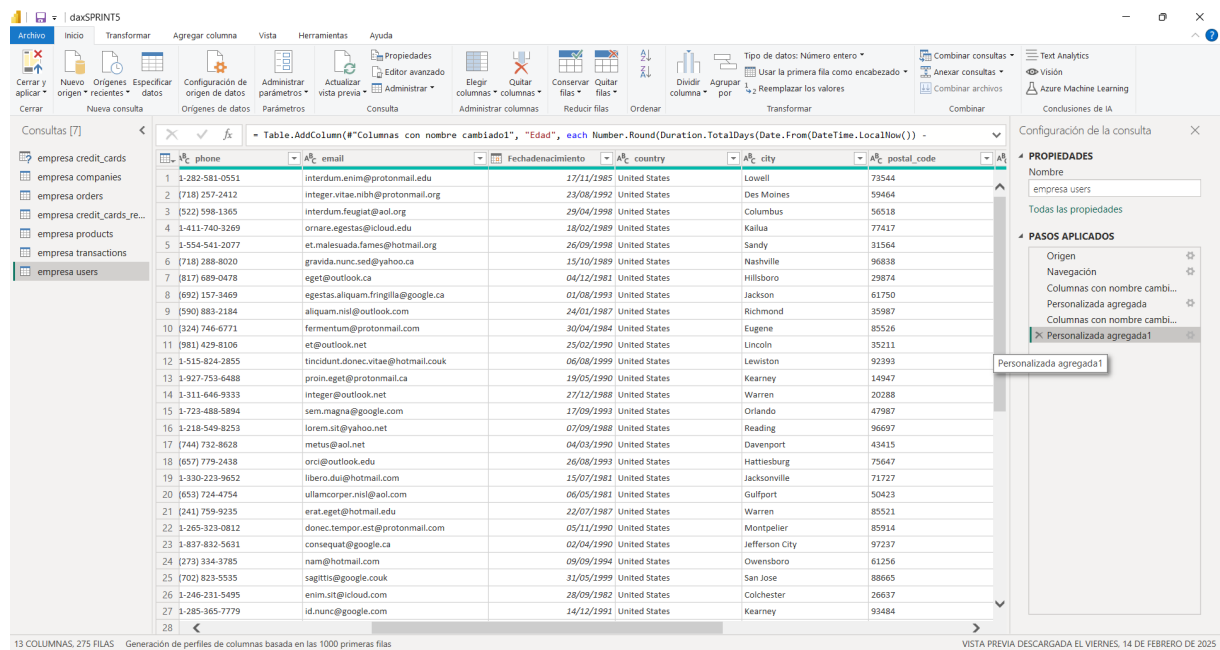 daxSPRINT5
Archivo Inicio Transformar Agregar columna Vista Herramientas Ayuda
Cerrar y aplicar
Nuevo origen
Orígenes recientes
Especificar datos
Configuración de origen de datos
Administrar parámetros
Actualizar vista previa
Propiedades
Editor avanzado
Administrar
Elegir columnas
Quitar columnas
Conservar filas
Quitar filas
Dividir columna
Agrupar por
Tipo de datos: Número entero
Usar la primera fila como encabezado
Reemplazar los valores
Combinar consultas
Anexar consultas
Combinar archivos
Text Analytics
Visión
Azure Machine Learning
Cerrar Nueva consulta Orígenes de datos Parámetros Consulta Administrar columnas Reducir filas Ordenar Transformar Combinar Conclusiones de IA
Consultas [7]
empresa credit_cards
empresa companies
empresa orders
empresa credit_cards_re...
empresa products
empresa transactions
empresa users
fx = Table.AddColumn(#"Columnas con nombre cambiado1", "Edad", each Number.Round(Duration.TotalDays(Date.From(DateTime.LocalNow()) -
phone email Fechadenacimiento country city postal_code
1 1-282-581-0551 interdum.enim@protonmail.edu 17/11/1985 United States Lowell 73544
2 (718) 257-2412 integer.vitae.nibh@protonmail.org 23/08/1992 United States Des Moines 59464
3 (522) 598-1365 interdum.feugiat@aol.org 29/04/1998 United States Columbus 56518
4 1-411-740-3269 ornare.egestas@icloud.edu 18/02/1989 United States Kailua 77417
5 1-554-541-2077 et.malesuada.fames@hotmail.org 26/09/1998 United States Sandy 31564
6 (718) 288-8020 gravida.nunc.sed@yahoo.ca 15/10/1989 United States Nashville 96838
7 (817) 689-0478 eget@outlook.ca 04/12/1981 United States Hillsboro 29874
8 (692) 157-3469 egestas.aliquam.fringilla@google.ca 01/08/1993 United States Jackson 61750
9 (590) 883-2184 aliquam.nisl@outlook.com 24/01/1987 United States Richmond 35987
10 (324) 746-6771 fermentum@protonmail.com 30/04/1984 United States Eugene 85526
11 (981) 429-8106 et@outlook.net 25/02/1990 United States Lincoln 35211
12 1-515-824-2855 tincidunt.donec.vitae@hotmail.couk 06/08/1999 United States Lewiston 92393
13 1-927-753-6488 proin.eget@protonmail.ca 19/05/1990 United States Kearney 14947
14 1-311-646-9333 integer@outlook.net 27/12/1988 United States Warren 20288
15 1-723-488-5894 sem.magna@google.com 17/09/1993 United States Orlando 47987
16 1-218-549-8253 lorem.sit@yahoo.net 07/09/1988 United States Reading 96697
17 (744) 732-8628 metus@aol.net 04/03/1990 United States Davenport 43415
18 (657) 779-2438 orci@outlook.edu 26/08/1993 United States Hattiesburg 75647
19 1-330-223-9652 libero.dui@hotmail.com 15/07/1981 United States Jacksonville 71727
20 (653) 724-4754 ullamcorper.nisl@aol.com 06/05/1981 United States Gulfport 50423
21 (241) 759-9235 erat.eget@hotmail.edu 22/07/1987 United States Warren 85521
22 1-265-323-0812 donec.tempor.est@protonmail.com 05/11/1990 United States Montpelier 85914
23 1-837-832-5631 consequat@google.ca 02/04/1990 United States Jefferson City 97237
24 (273) 334-3785 nam@hotmail.com 09/09/1994 United States Owensboro 61256
25 (702) 823-5535 sagittis@google.couk 31/05/1999 United States San Jose 88665
26 1-246-231-5495 enim.sit@icloud.com 28/09/1982 United States Colchester 26637
27 1-285-365-7779 id.nunc@google.com 14/12/1991 United States Kearney 93484
28
Configuración de la consulta
PROPIEDADES
Nombre
empresa users
Todas las propiedades
PASOS APLICADOS
Origen
Navegación
Columnas con nombre cambi...
Personalizada agregada
Columnas con nombre cambi...
Personalizada agregada1
Personalizada agregada1
13 COLUMNAS, 275 FILAS Generación de perfiles de columnas basada en las 1000 primeras filas
VISTA PREVIA DESCARGADA EL VIERNES, 14 DE FEBRERO DE 2025